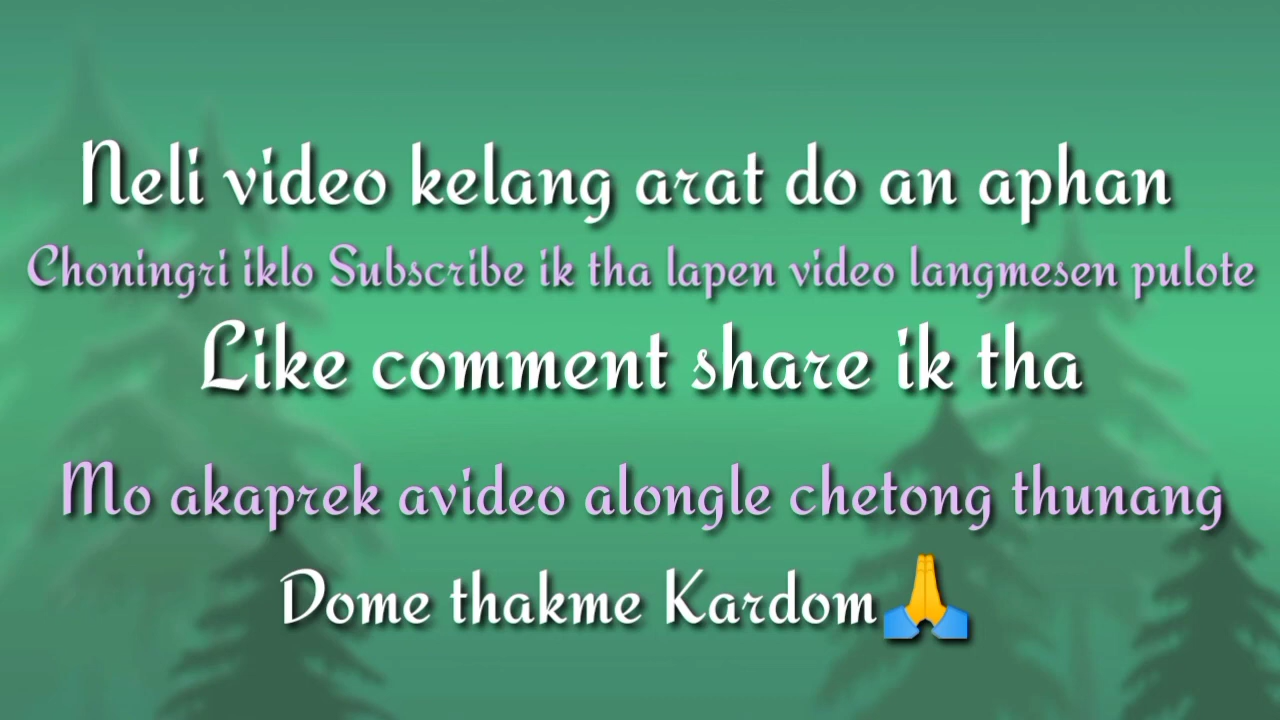 Neli video kelang arat do an aphan
Choningri iklo Subscribe ik tha lapen video langmesen pulote
Like comment share ik tha
Mo akaprek avideo alongle chetong thunang
Dome thakme Kardom🙏